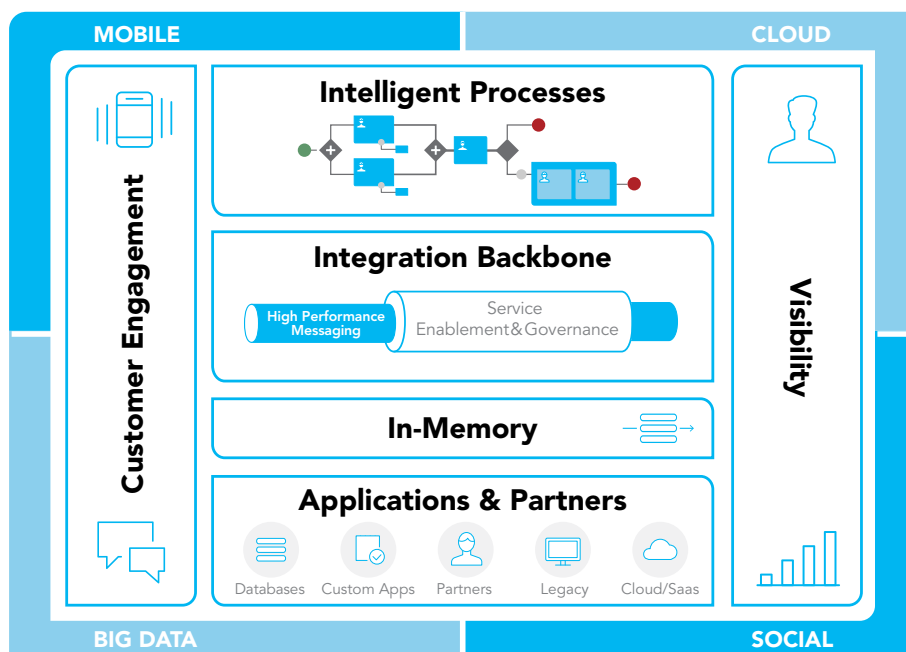 MOBILE
CLOUD
Customer Engagement
Intelligent Processes
Integration Backbone
High Performance
Messaging
Service
Enablement&Governance
In-Memory
Applications & Partners
Databases
Custom Apps
Partners
Legacy
Cloud/Saas
Visibility
BIG DATA
SOCIAL